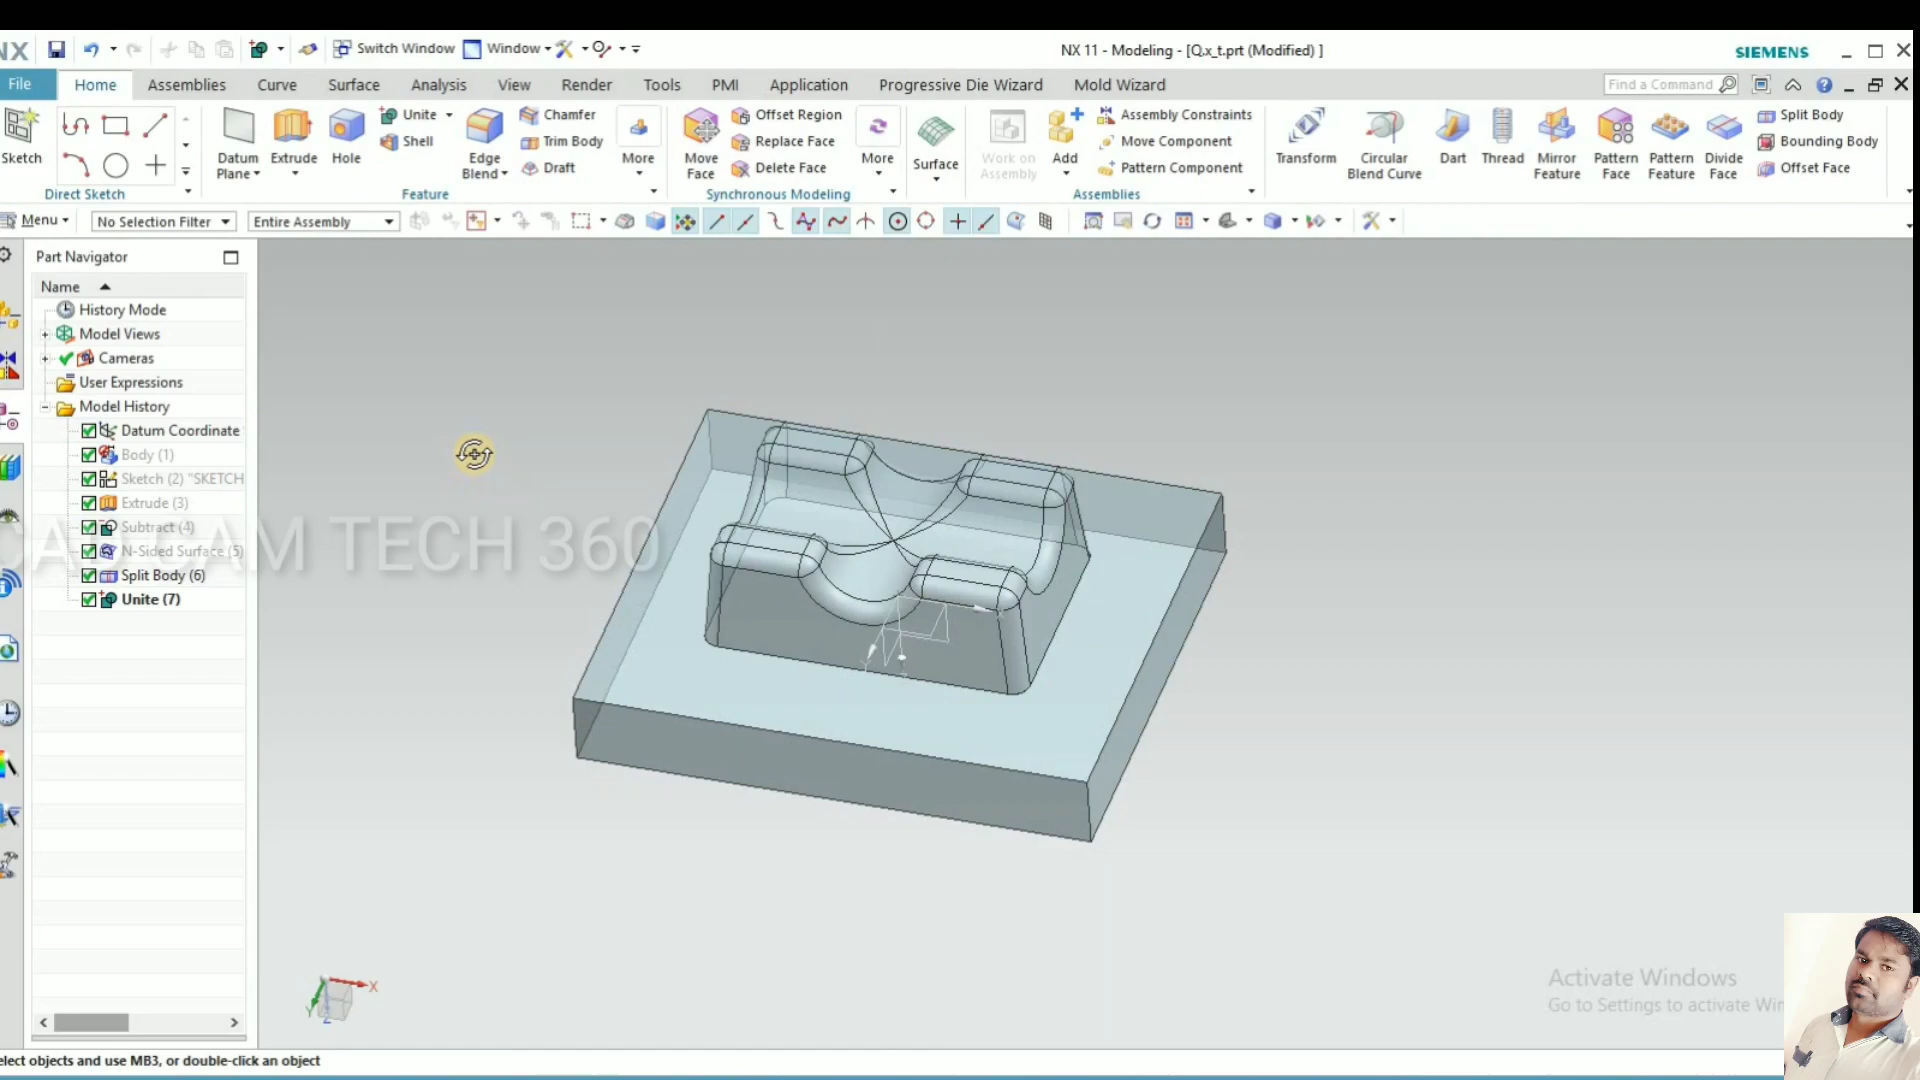 NX
Switch Window
Window
NX 11 - Modeling - [Q.x_t.prt (Modified) ]
SIEMENS
File
Home
Assemblies
Curve
Surface
Analysis
View
Render
Tools
PMI
Application
Progressive Die Wizard
Mold Wizard
Find a Command
Sketch
Direct Sketch
Datum
Plane
Extrude
Hole
Unite
Shell
Edge
Blend
Chamfer
Trim Body
Draft
More
Feature
Move
Face
Offset Region
Replace Face
Delete Face
More
Synchronous Modeling
Surface
Work on
Assembly
Add
Assembly Constraints
Move Component
Pattern Component
Assemblies
Transform
Circular
Blend Curve
Dart
Thread
Mirror
Feature
Pattern
Face
Pattern
Feature
Divide
Face
Split Body
Bounding Body
Offset Face
Menu
No Selection Filter
Entire Assembly
Part Navigator
Name
History Mode
Model Views
Cameras
User Expressions
Model History
Datum Coordinate
Body (1)
Sketch (2) "SKETCH
Extrude (3)
Subtract (4)
N-Sided Surface (5)
Split Body (6)
Unite (7)
CAD CAM TECH 360
X
Y
Z
Activate Windows
Go to Settings to activate Wi
elect objects and use MB3, or double-click an object